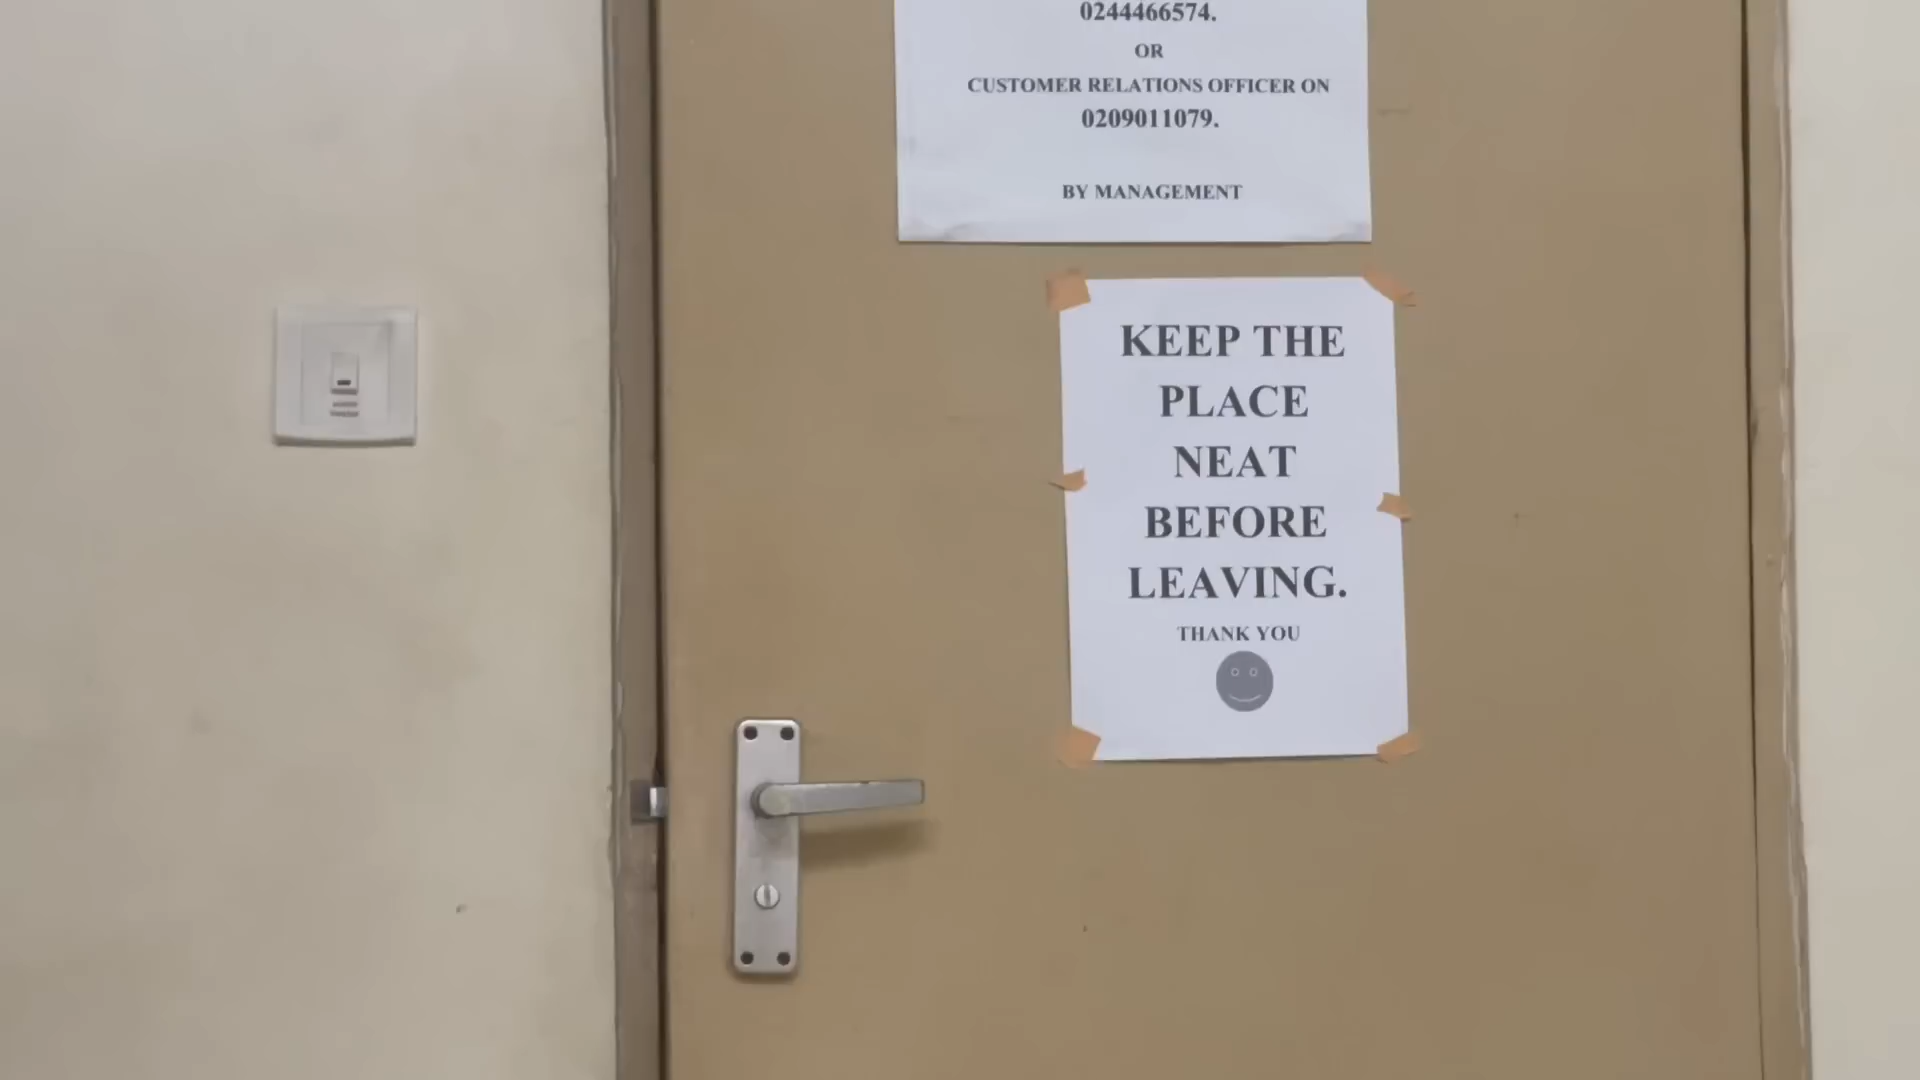 0244466574.
OR
CUSTOMER RELATIONS OFFICER ON
0209011079.
BY MANAGEMENT
KEEP THE
PLACE
NEAT
BEFORE
LEAVING.
THANK YOU